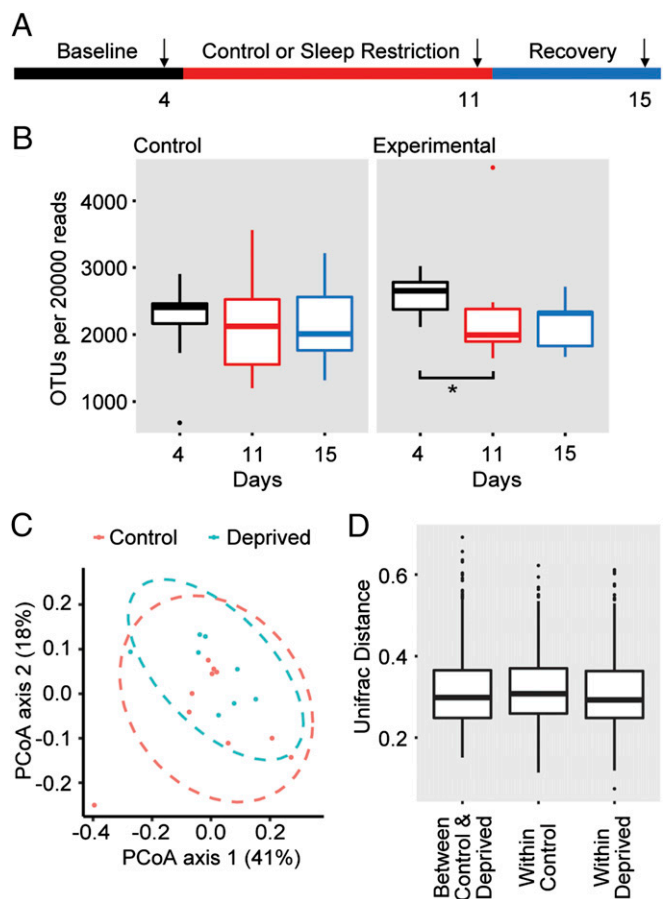 A
Baseline Control or Sleep Restriction Recovery
4 11 15
B
Control Experimental
OTUs per 20000 reads
4000
3000
2000
1000
*
4 11 15 4 11 15
Days Days
C
Control Deprived
PCoA axis 2 (18%)
0.2
0.1
0.0
-0.1
-0.2
-0.4 -0.2 0.0 0.2
PCoA axis 1 (41%)
D
Unifrac Distance
0.6
0.4
0.2
Between
Control &
Deprived
Within
Control
Within
Deprived